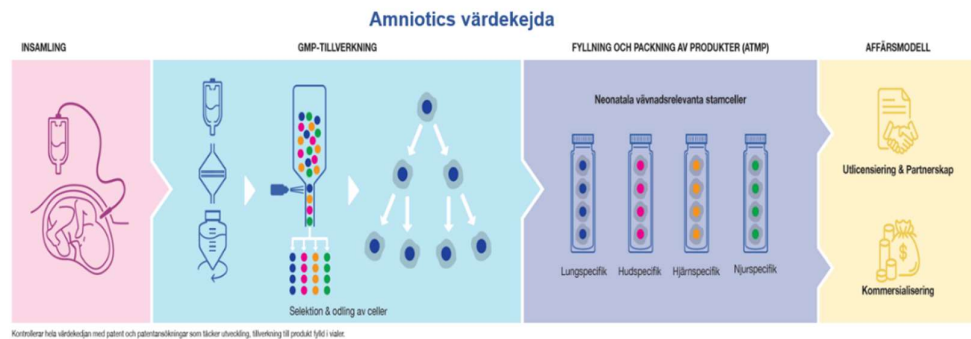 Amniotics värdekejda
INSAMLING
GMP-TILLVERKNING
FYLLNING OCH PACKNING AV PRODUKTER (ATMP)
AFFÄRSMODELL
Neonatala vävnadsrelevanta stamceller
Utlicensiering & Partnerskap
Lungspecifik
Hudspecifik
Hjärnspecifik
Njurspecifik
$
Kommersialisering
Selektion & odling av celler
Kontrollerar hela värdekedjan med patent och patentansökningar som täcker utveckling, tillverkning till produkt fylld i vialer.